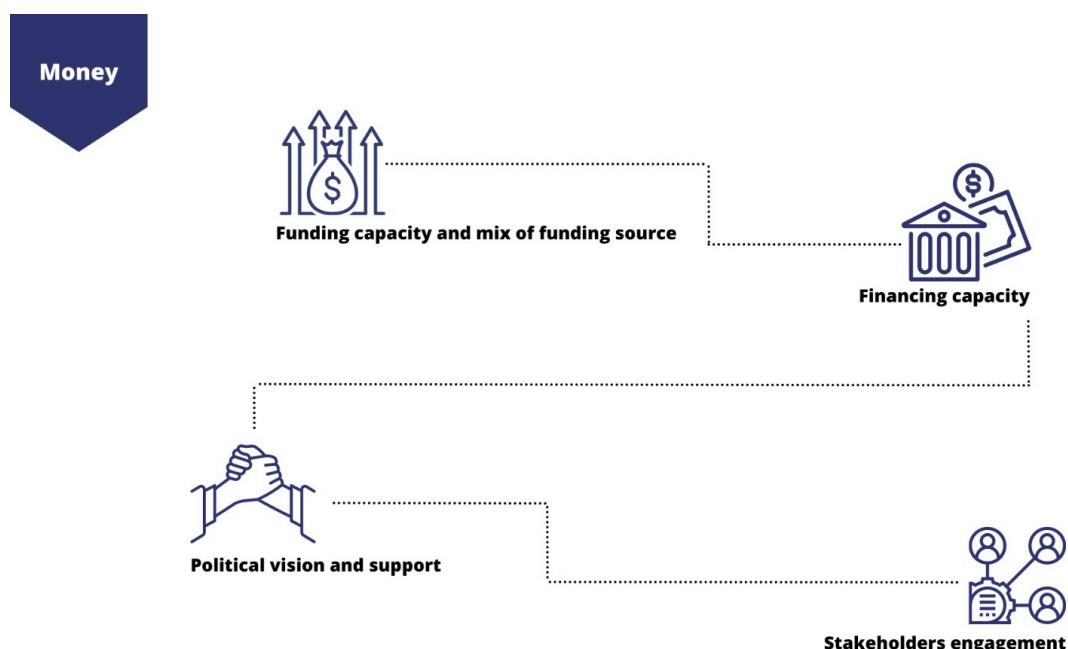 Money
Funding capacity and mix of funding source
Financing capacity
Political vision and support
Stakeholders engagement